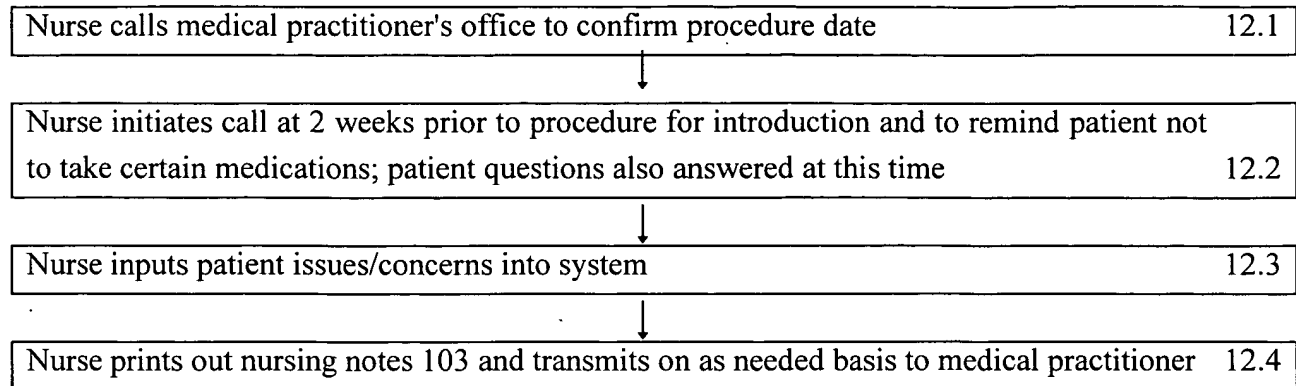 Nurse calls medical practitioner's office to confirm procedure date 12.1
Nurse initiates call at 2 weeks prior to procedure for introduction and to remind patient not
to take certain medications; patient questions also answered at this time 12.2
Nurse inputs patient issues/concerns into system 12.3
Nurse prints out nursing notes 103 and transmits on as needed basis to medical practitioner 12.4